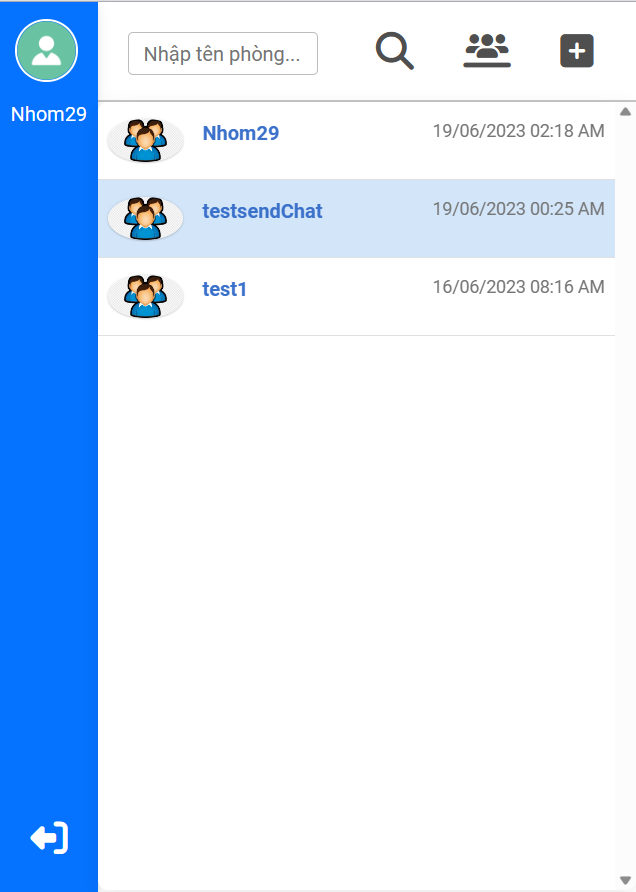 Nhom29
Nhập tên phòng...
Nhom29 19/06/2023 02:18 AM
testsendChat 19/06/2023 00:25 AM
test1 16/06/2023 08:16 AM